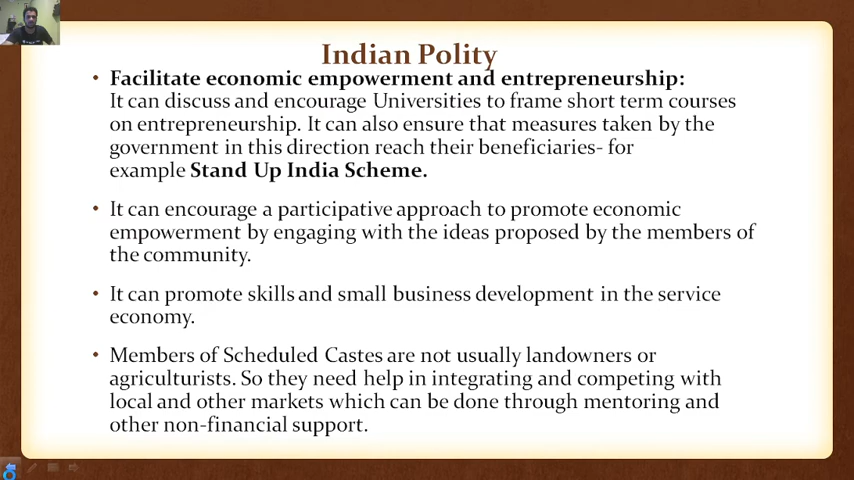 Indian Polity
• Facilitate economic empowerment and entrepreneurship:
It can discuss and encourage Universities to frame short term courses
on entrepreneurship. It can also ensure that measures taken by the
government in this direction reach their beneficiaries- for
example Stand Up India Scheme.
• It can encourage a participative approach to promote economic
empowerment by engaging with the ideas proposed by the members of
the community.
• It can promote skills and small business development in the service
economy.
• Members of Scheduled Castes are not usually landowners or
agriculturists. So they need help in integrating and competing with
local and other markets which can be done through mentoring and
other non-financial support.